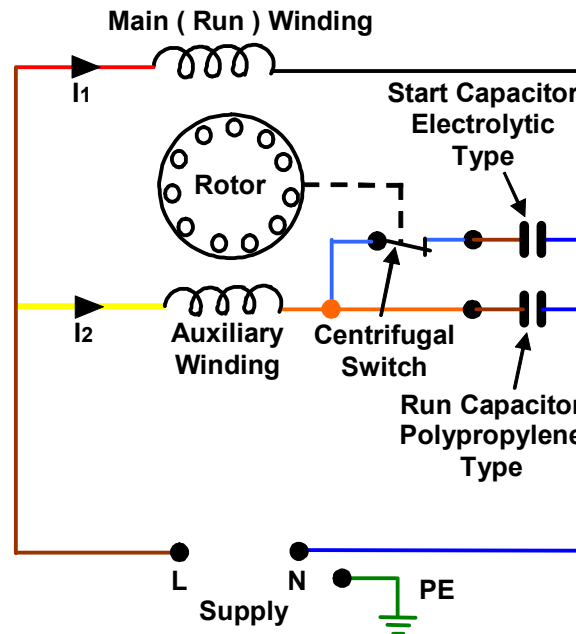 Main ( Run ) Winding
I1
Start Capacitor
Electrolytic
Type
Rotor
I2
Auxiliary
Winding
Centrifugal
Switch
Run Capacitor
Polypropylene
Type
L
N
Supply
PE